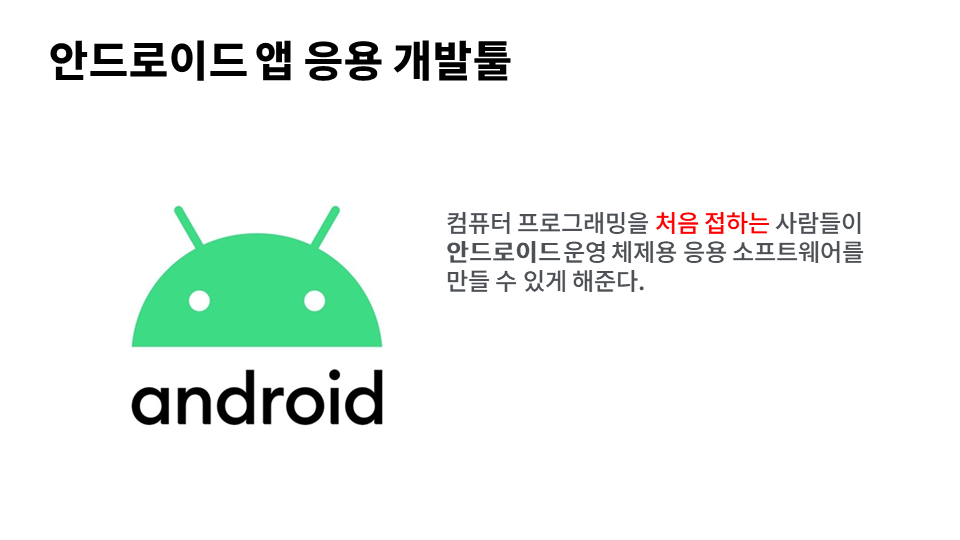 안드로이드 앱 응용 개발툴
컴퓨터 프로그래밍을 처음 접하는 사람들이
안드로이드 운영 체제용 응용 소프트웨어를
만들 수 있게 해준다.
android